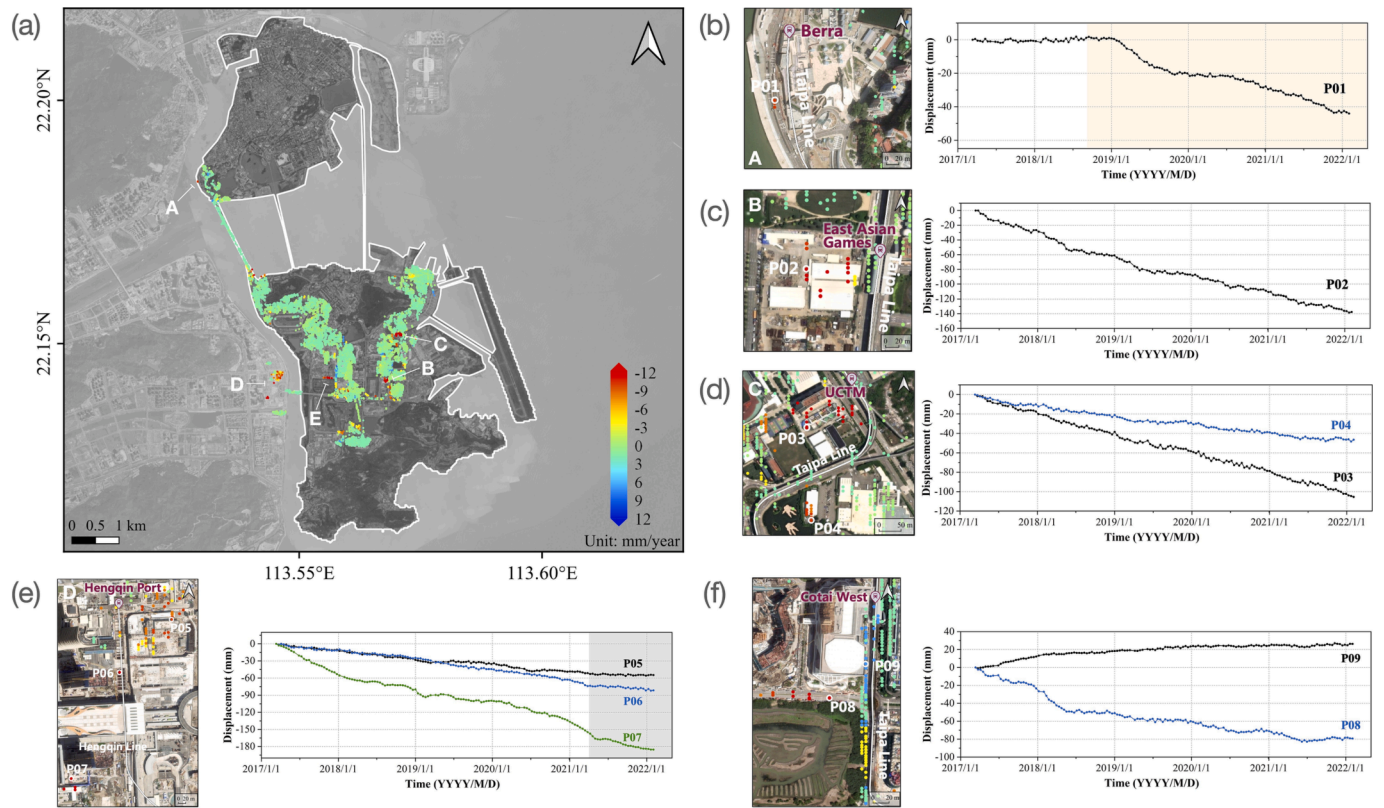 (a)
22.20°N
22.15°N
113.55°E
113.60°E
A
B
C
D
E
-12
-9
-6
-3
0
3
6
9
12
Unit: mm/year
0 0.5 1 km
(b)
Berra
P01
Taipa Line
A
0 20 m
Displacement (mm)
0
-20
-40
-60
P01
2017/1/1 2018/1/1 2019/1/1 2020/1/1 2021/1/1 2022/1/1
Time (YYYY/M/D)
(c)
B
East Asian
Games
P02
Taipa Line
0 20 m
Displacement (mm)
0
-20
-40
-60
-80
-100
-120
-140
-160
P02
2017/1/1 2018/1/1 2019/1/1 2020/1/1 2021/1/1 2022/1/1
Time (YYYY/M/D)
(d)
C
UCTM
P03
Taipa Line
P04
0 50 m
Displacement (mm)
0
-20
-40
-60
-80
-100
-120
P04
P03
2017/1/1 2018/1/1 2019/1/1 2020/1/1 2021/1/1 2022/1/1
Time (YYYY/M/D)
(e)
D
Hengqin Port
P05
P06
Hengqin Line
P07
0 20 m
Displacement (mm)
0
-30
-60
-90
-120
-150
-180
P05
P06
P07
2017/1/1 2018/1/1 2019/1/1 2020/1/1 2021/1/1 2022/1/1
Time (YYYY/M/D)
(f)
Cotai West
P09
P08
Taipa Line
0 20 m
Displacement (mm)
40
20
0
-20
-40
-60
-80
-100
P09
P08
2017/1/1 2018/1/1 2019/1/1 2020/1/1 2021/1/1 2022/1/1
Time (YYYY/M/D)